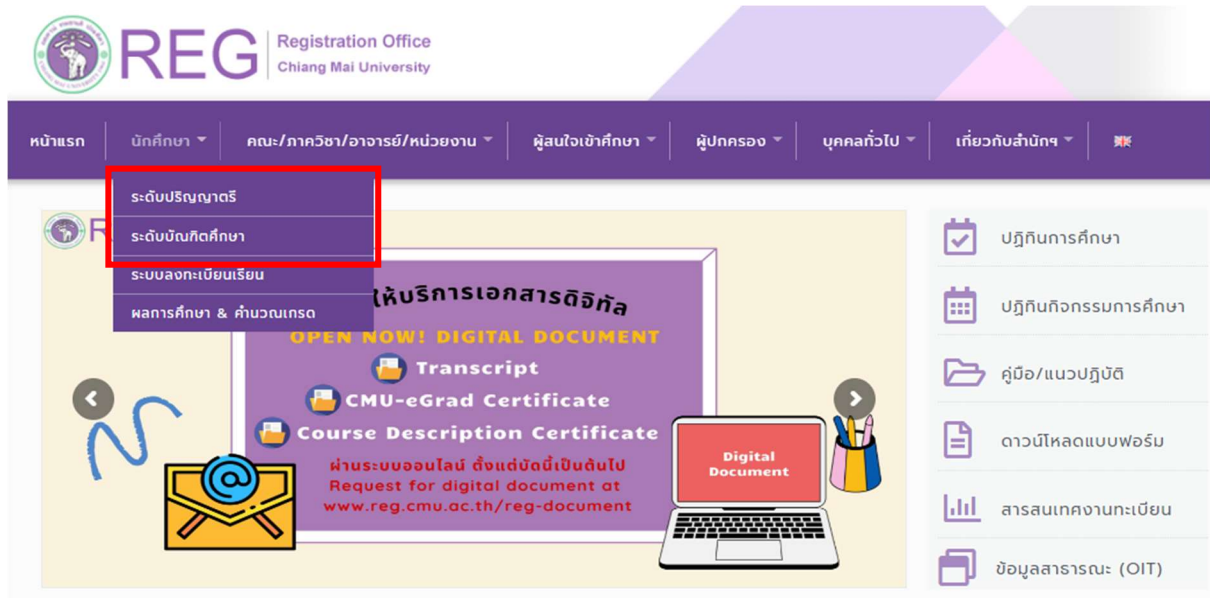 REG
Registration Office
Chiang Mai University
หน้าแรก
นักศึกษา
คณะ/ภาควิชา/อาจารย์/หน่วยงาน
ผู้สนใจเข้าศึกษา
ผู้ปกครอง
บุคคลทั่วไป
เกี่ยวกับสำนักฯ
ระดับปริญญาตรี
ระดับบัณฑิตศึกษา
ระบบลงทะเบียนเรียน
ผลการศึกษา & คำนวณเกรด
ให้บริการเอกสารดิจิทัล
OPEN NOW! DIGITAL DOCUMENT
Transcript
CMU-eGrad Certificate
Course Description Certificate
ผ่านระบบออนไลน์ ตั้งแต่บัดนี้เป็นต้นไป
Request for digital document at
www.reg.cmu.ac.th/reg-document
Digital
Document
ปฏิทินการศึกษา
ปฏิทินกิจกรรมการศึกษา
คู่มือ/แนวปฏิบัติ
ดาวน์โหลดแบบฟอร์ม
สารสนเทศงานทะเบียน
ข้อมูลสาธารณะ (OIT)